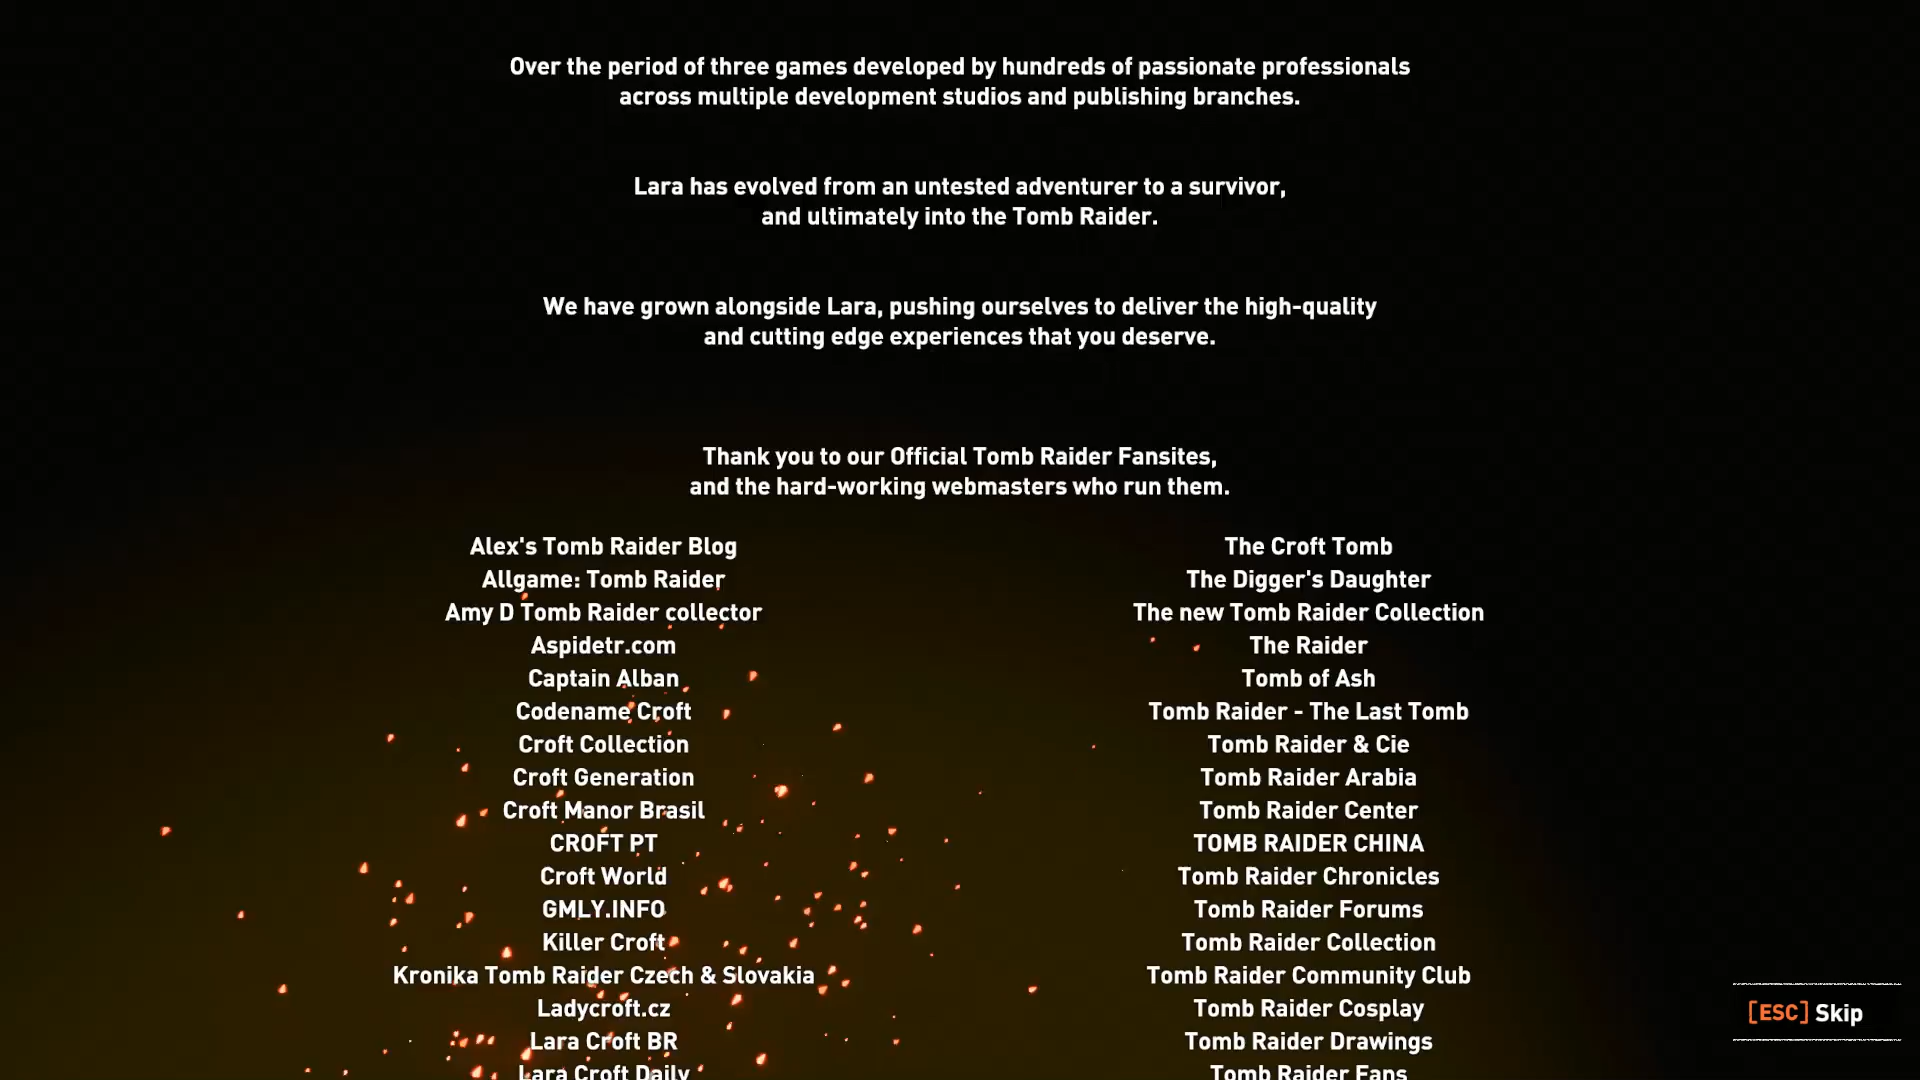 Over the period of three games developed by hundreds of passionate professionals
across multiple development studios and publishing branches.
Lara has evolved from an untested adventurer to a survivor,
and ultimately into the Tomb Raider.
We have grown alongside Lara, pushing ourselves to deliver the high-quality
and cutting edge experiences that you deserve.
Thank you to our Official Tomb Raider Fansites,
and the hard-working webmasters who run them.
Alex's Tomb Raider Blog
Allgame: Tomb Raider
Amy D Tomb Raider collector
Aspidetr.com
Captain Alban
Codename Croft
Croft Collection
Croft Generation
Croft Manor Brasil
CROFT PT
Croft World
GMLY.INFO
Killer Croft
Kronika Tomb Raider Czech & Slovakia
Ladycroft.cz
Lara Croft BR
Lara Croft Daily
The Croft Tomb
The Digger's Daughter
The new Tomb Raider Collection
The Raider
Tomb of Ash
Tomb Raider - The Last Tomb
Tomb Raider & Cie
Tomb Raider Arabia
Tomb Raider Center
TOMB RAIDER CHINA
Tomb Raider Chronicles
Tomb Raider Forums
Tomb Raider Collection
Tomb Raider Community Club
Tomb Raider Cosplay
Tomb Raider Drawings
Tomb Raider Fans
[ESC] Skip